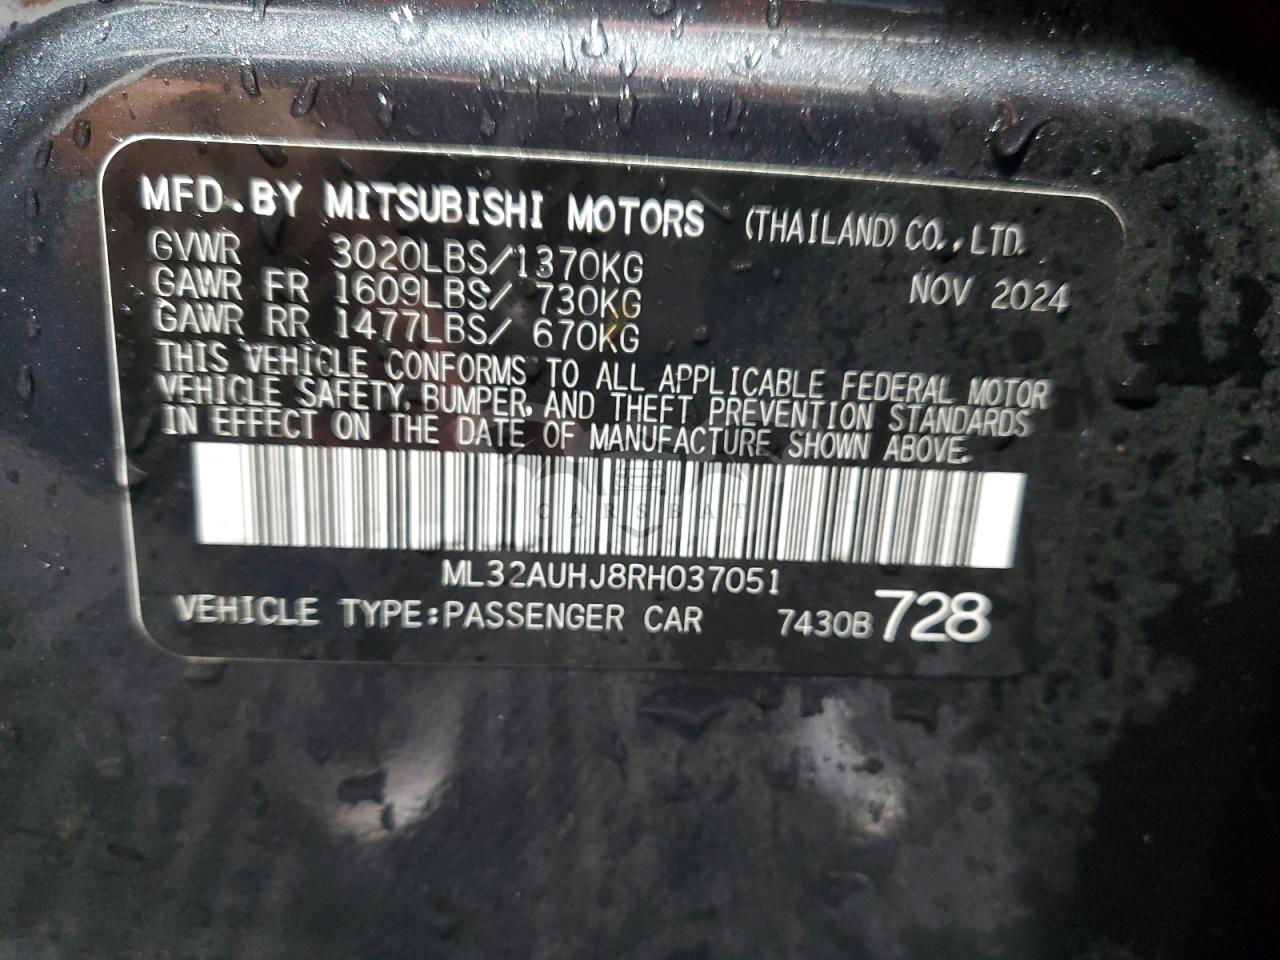 MFD.BY MITSUBISHI MOTORS (THAILAND) CO.,LTD.
GVWR 3020LBS/1370KG NOV 2024
GAWR FR 1609LBS/ 730KG
GAWR RR 1477LBS/ 670KG
THIS VEHICLE CONFORMS TO ALL APPLICABLE FEDERAL MOTOR
VEHICLE SAFETY, BUMPER, AND THEFT PREVENTION STANDARDS
IN EFFECT ON THE DATE OF MANUFACTURE SHOWN ABOVE.
CARSBAT
ML32AUHJ8RH037051
VEHICLE TYPE:PASSENGER CAR 7430B 728